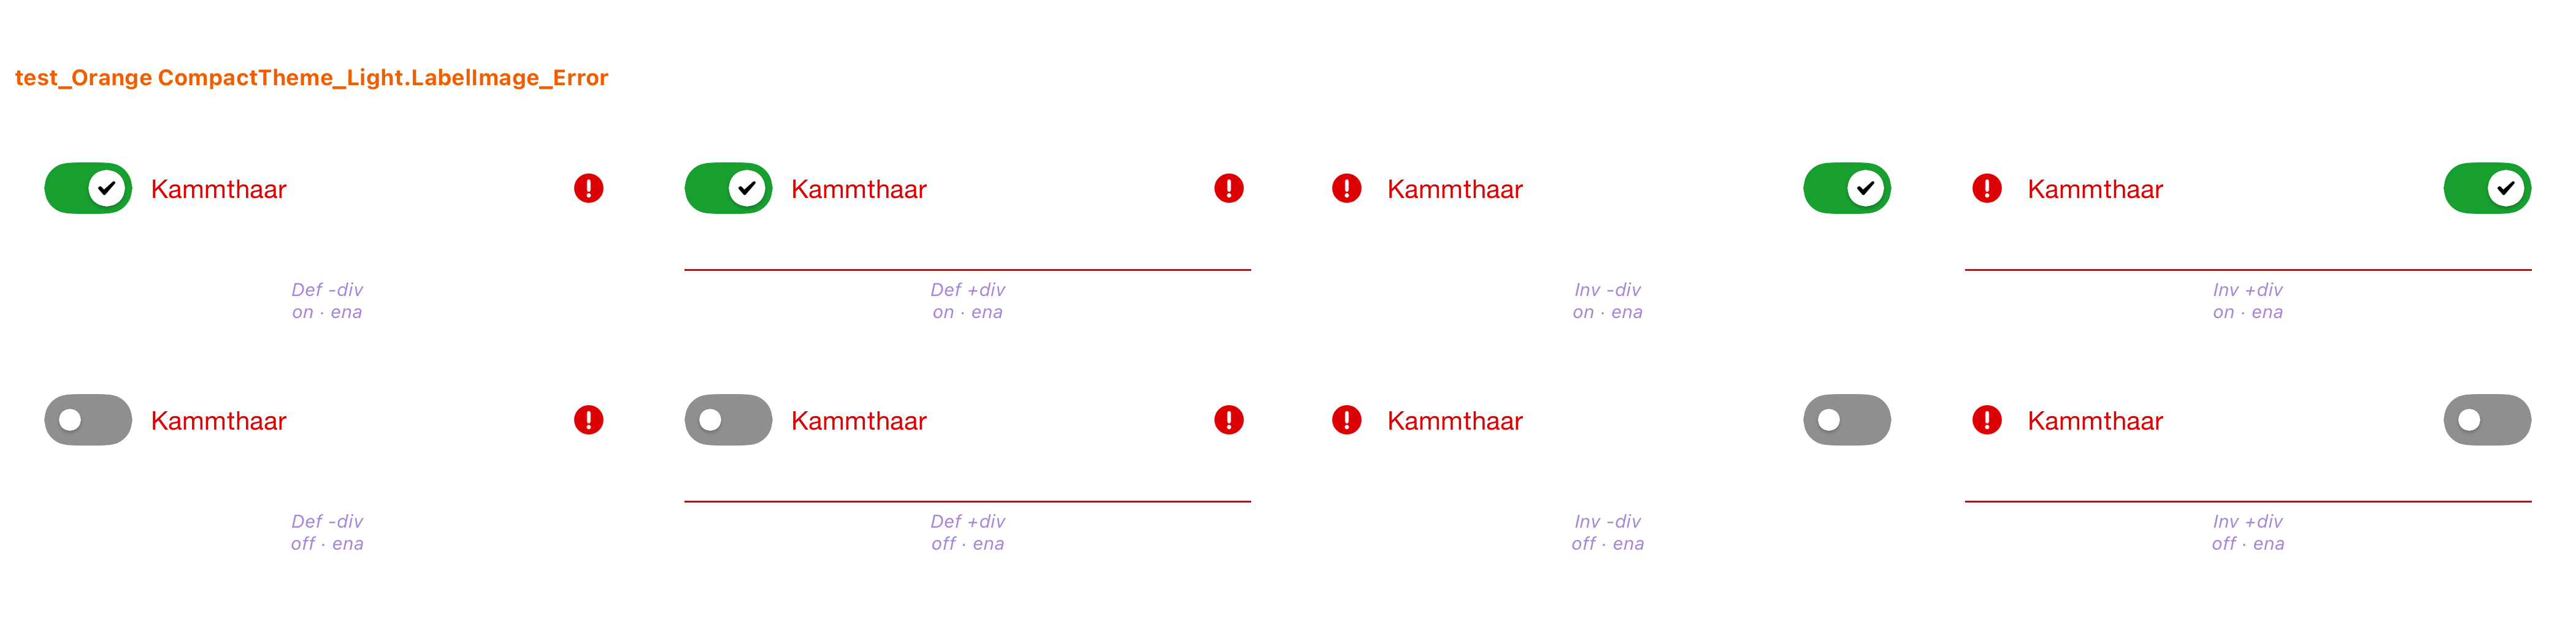 test_Orange CompactTheme_Light.LabelImage_Error
Kammthaar
Kammthaar
Kammthaar
Kammthaar
Def -div
on · ena
Def +div
on · ena
Inv -div
on · ena
Inv +div
on · ena
Kammthaar
Kammthaar
Kammthaar
Kammthaar
Def -div
off · ena
Def +div
off · ena
Inv -div
off · ena
Inv +div
off · ena